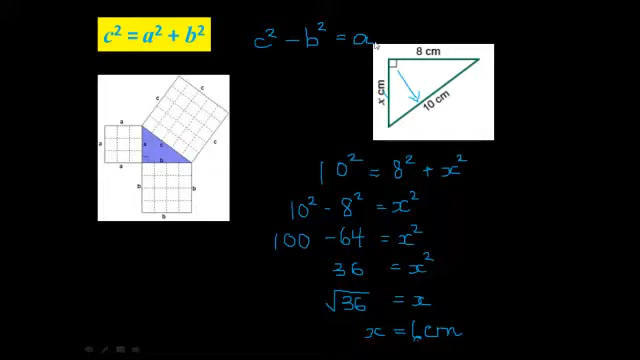 c² = a² + b²
c² - b² = a
8 cm
x cm
10 cm
c
c
c
a
a
a
c
a
b
b
b
b
10² = 8² + x²
10² - 8² = x²
100 - 64 = x²
36 = x²
√36 = x
x = 6cm